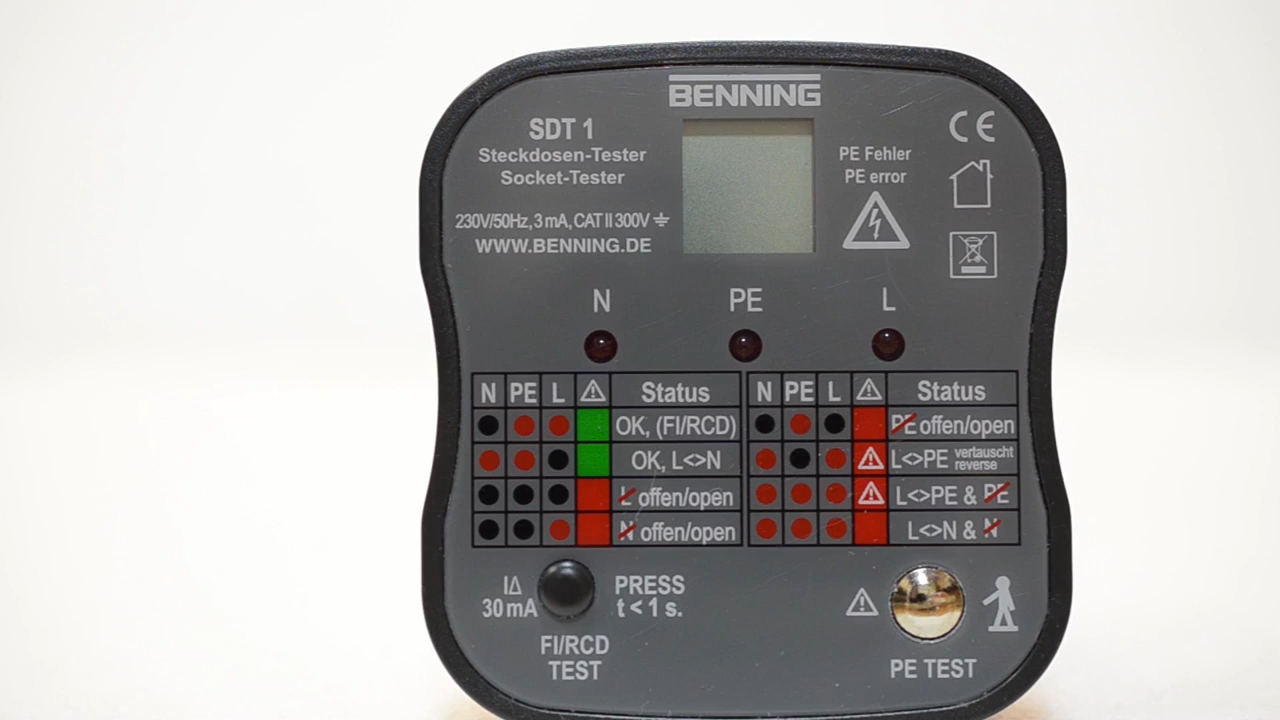 BENNING
SDT 1
Steckdosen-Tester
Socket-Tester
230V/50Hz, 3 mA, CAT II 300V
WWW.BENNING.DE
PE Fehler
PE error
CE
N PE L
N PE L Status
OK, (FI/RCD)
OK, L<>N
L offen/open
N offen/open
N PE L Status
PE offen/open
L<>PE vertauscht reverse
L<>PE & PE
L<>N & N
I∆
30 mA
PRESS
t < 1 s.
FI/RCD
TEST
PE TEST